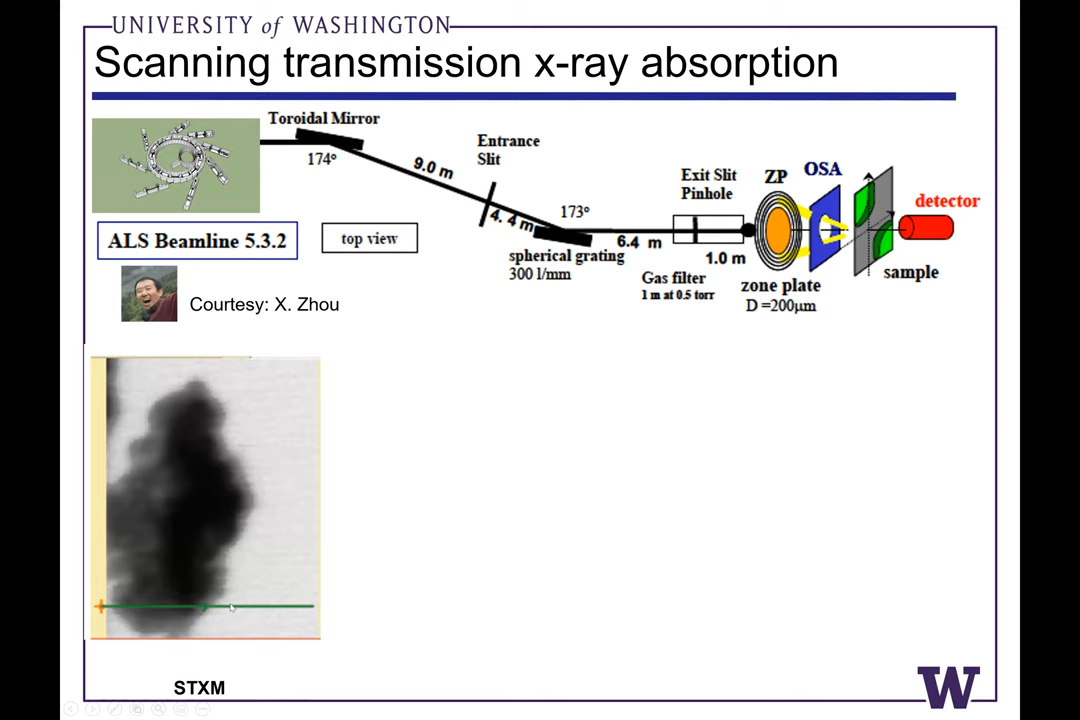 UNIVERSITY of WASHINGTON
Scanning transmission x-ray absorption
Toroidal Mirror
174°
9.0 m
Entrance
Slit
4.4 m
173°
spherical grating
300 l/mm
6.4 m
Exit Slit
Pinhole
Gas filter
1 m at 0.5 torr
1.0 m
ZP
OSA
zone plate
D =200μm
detector
sample
ALS Beamline 5.3.2
top view
Courtesy: X. Zhou
STXM
W